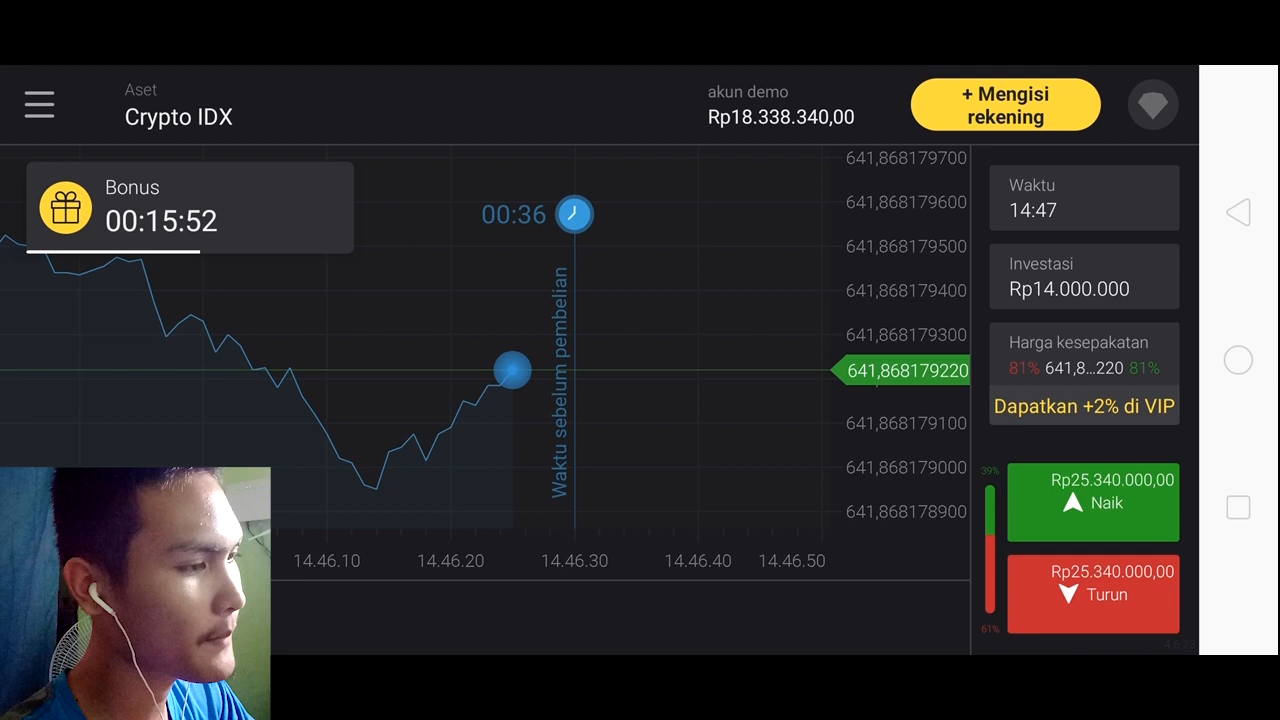 Aset
Crypto IDX
akun demo
Rp18.338.340,00
+ Mengisi
rekening
Bonus
00:15:52
00:36
Waktu sebelum pembelian
641,868179700
641,868179600
641,868179500
641,868179400
641,868179300
641,868179220
641,868179100
641,868179000
641,868178900
14.46.10
14.46.20
14.46.30
14.46.40
14.46.50
Waktu
14:47
Investasi
Rp14.000.000
Harga kesepakatan
81% 641,8...220 81%
Dapatkan +2% di VIP
39%
Rp25.340.000,00
Naik
Rp25.340.000,00
Turun
61%